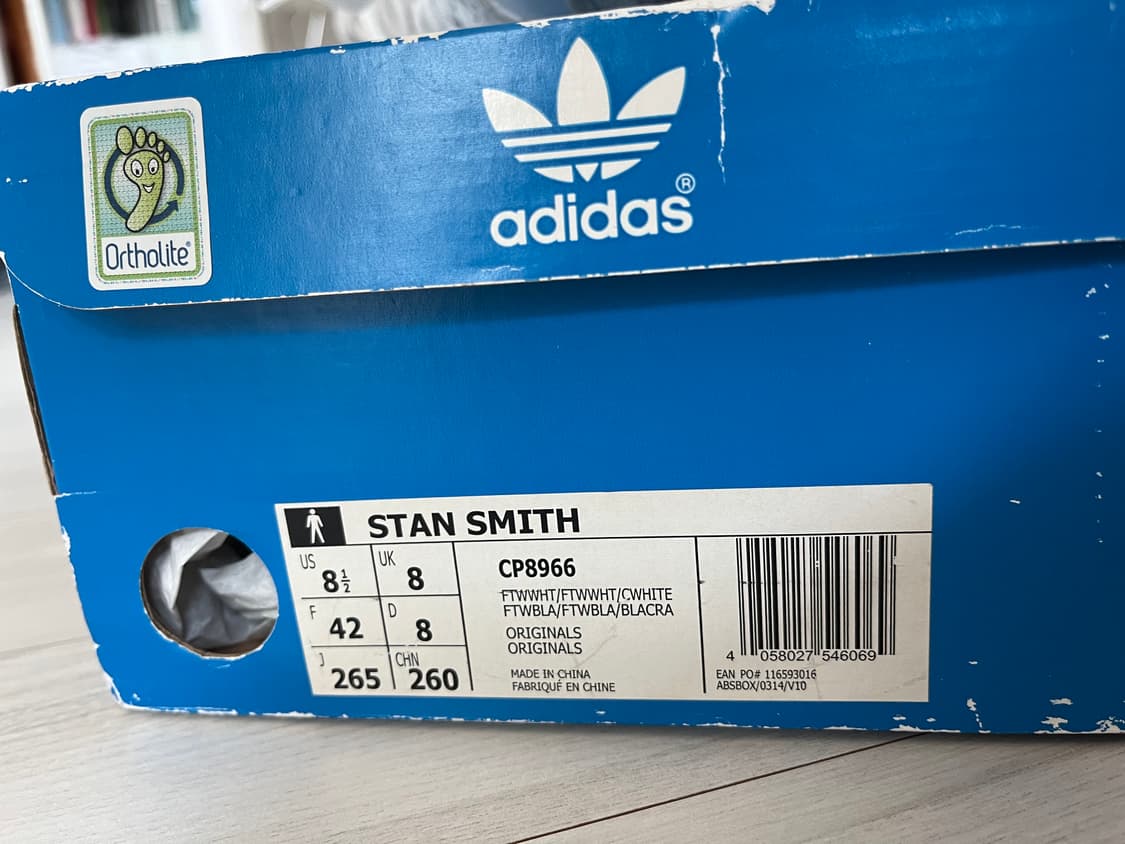 adidas®
Ortholite®
STAN SMITH
US 8½ UK 8
F 42 D 8
J 265 CHN 260
CP8966
FTWWHT/FTWWHT/CWHITE
FTWBLA/FTWBLA/BLACRA
ORIGINALS
ORIGINALS
MADE IN CHINA
FABRIQUÉ EN CHINE
4 058027 546069
EAN PO# 116593016
ABSBOX/0314/V10